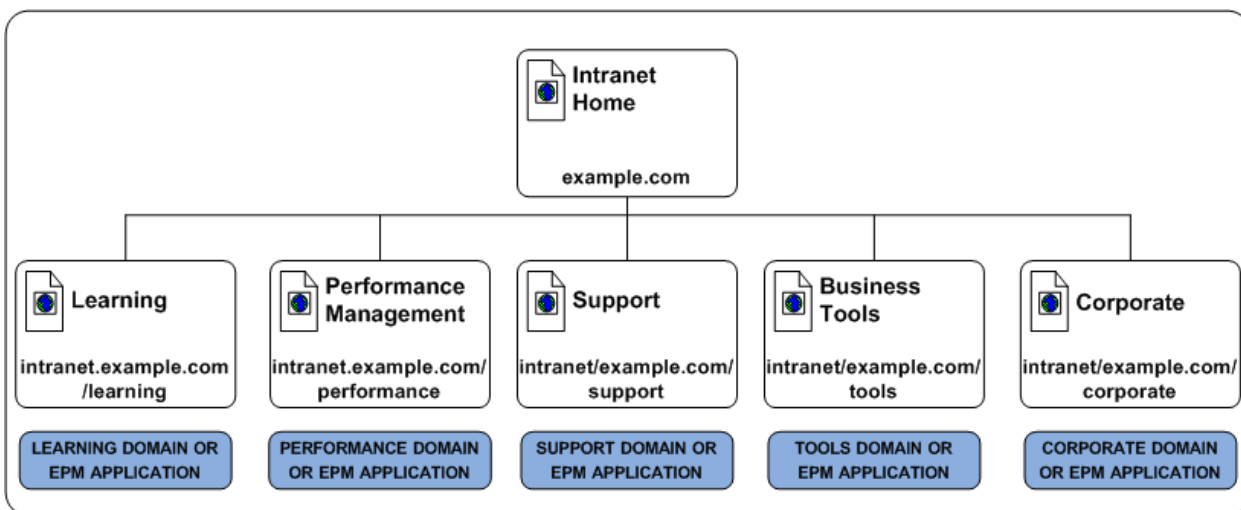 Intranet
Home
example.com
Learning
intranet.example.com
/learning
Performance
Management
intranet.example.com/
performance
Support
intranet/example.com/
support
Business
Tools
intranet/example.com/
tools
Corporate
intranet/example.com/
corporate
LEARNING DOMAIN OR
EPM APPLICATION
PERFORMANCE DOMAIN
OR EPM APPLICATION
SUPPORT DOMAIN OR
EPM APPLICATION
TOOLS DOMAIN OR
EPM APPLICATION
CORPORATE DOMAIN
OR EPM APPLICATION